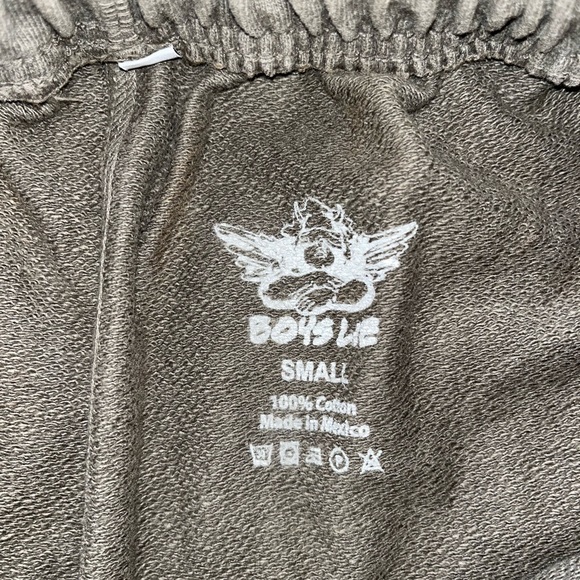 BOYS LIE
SMALL
100% Cotton
Made in Mexico